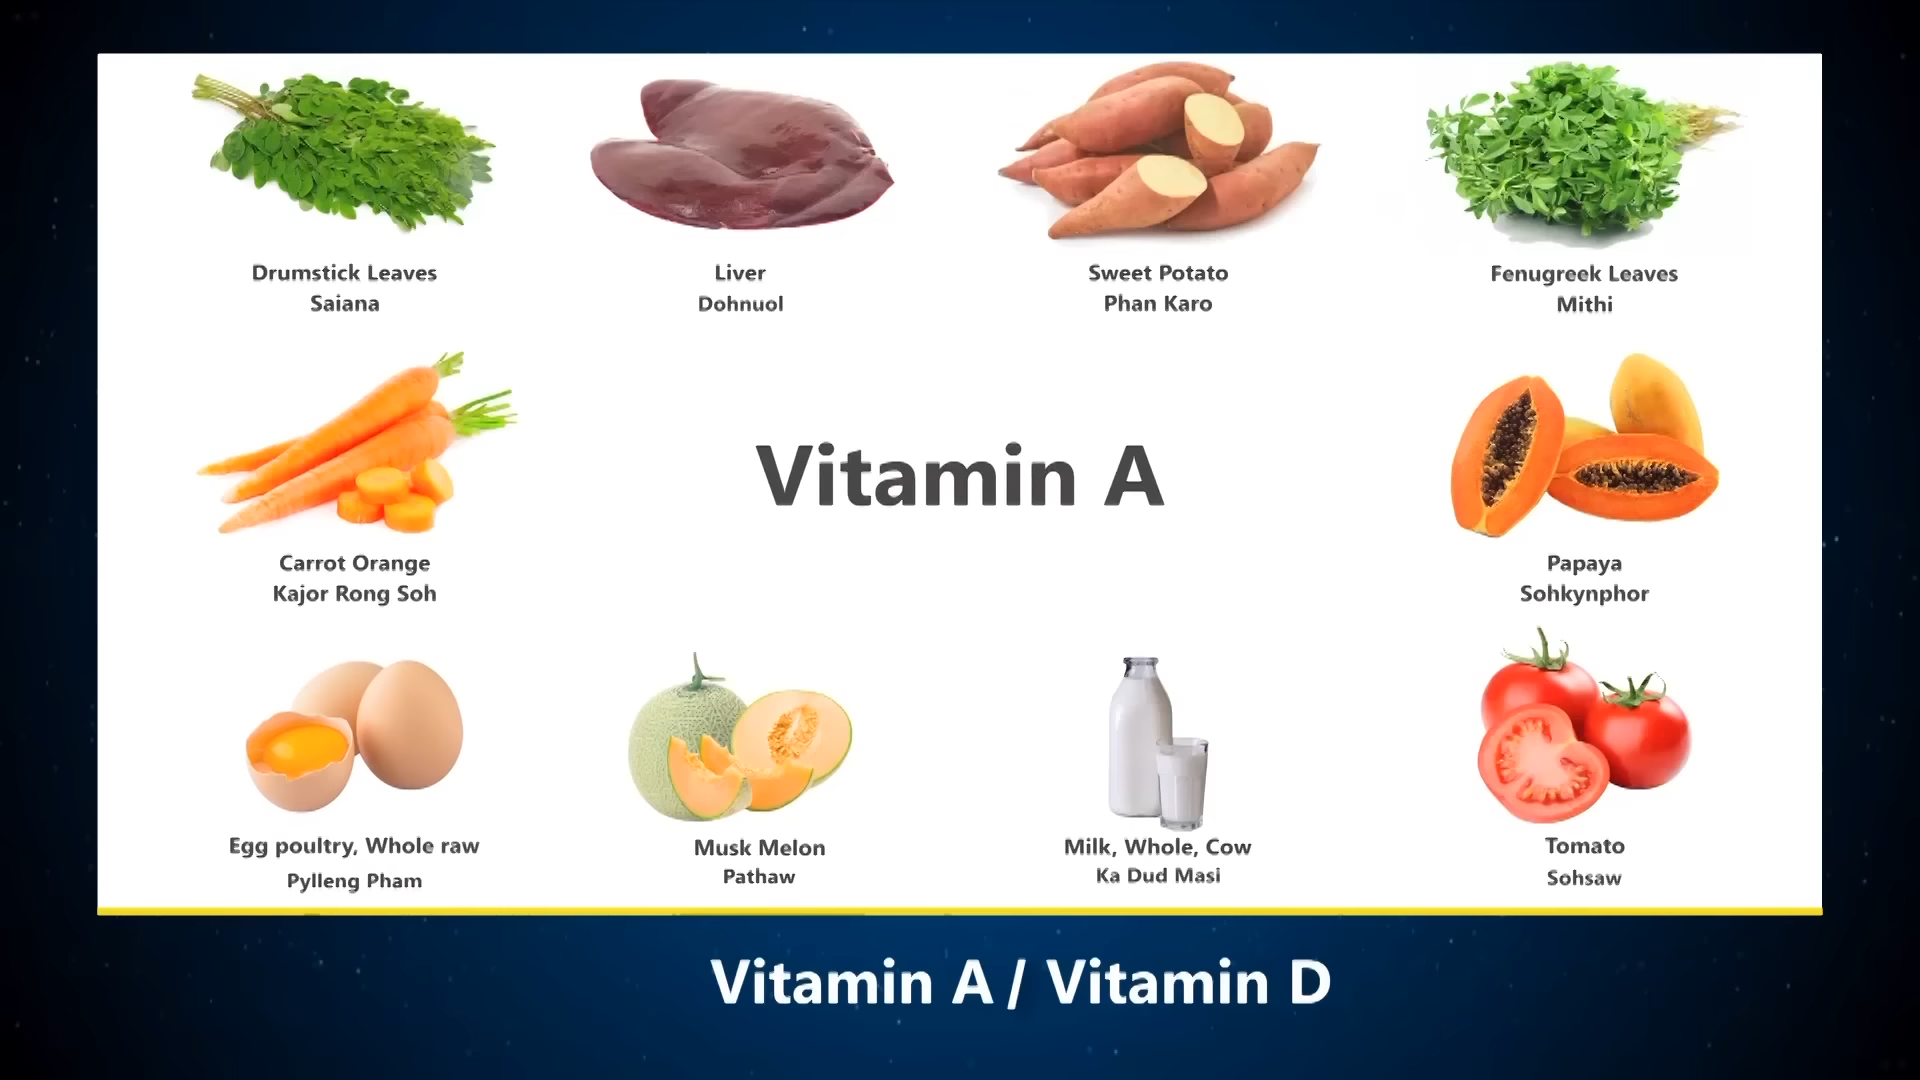 Drumstick Leaves
Saiana
Liver
Dohnuol
Sweet Potato
Phan Karo
Fenugreek Leaves
Mithi
Carrot Orange
Kajor Rong Soh
Vitamin A
Papaya
Sohkynphor
Egg poultry, Whole raw
Pylleng Pham
Musk Melon
Pathaw
Milk, Whole, Cow
Ka Dud Masi
Tomato
Sohsaw
Vitamin A / Vitamin D